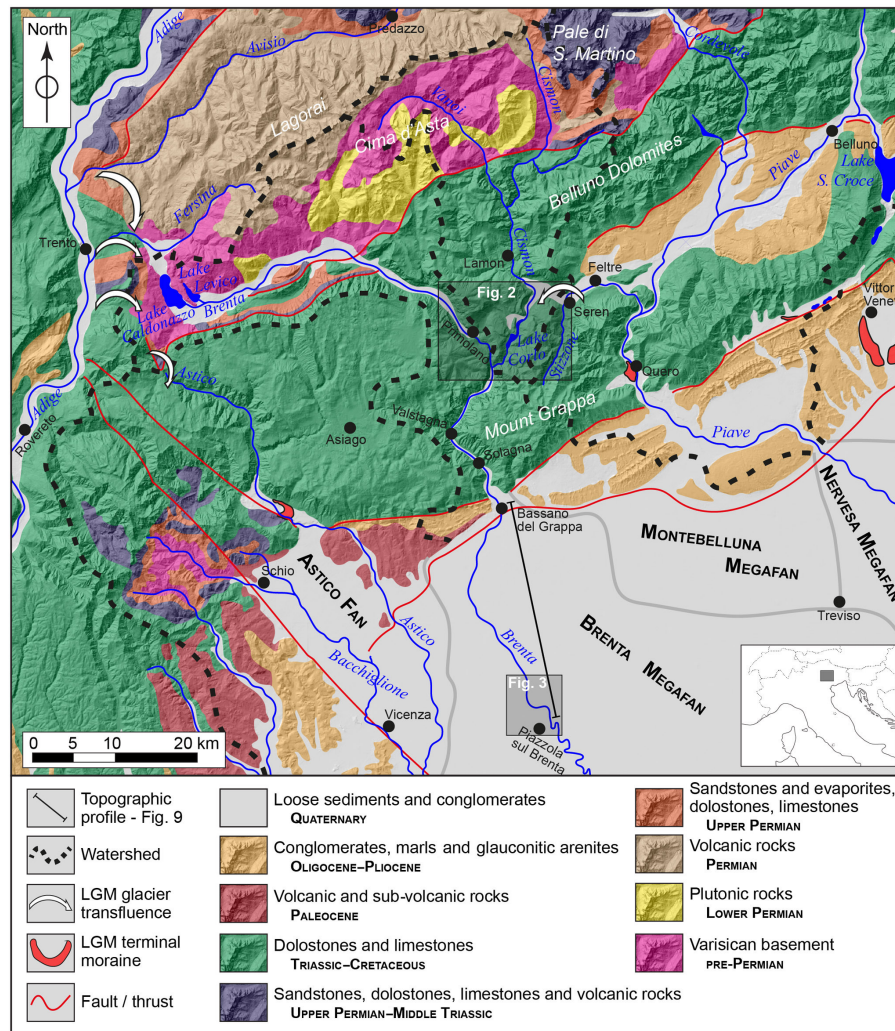 North
Adige
Avisio
Predazzo
Pale di
S. Martino
Cordevole
Cismon
Vanoi
Lagorai
Cima d'Asta
Fersina
Belluno Dolomites
Piave
Belluno
Lake
S. Croce
Trento
Lake
Levico
Lake
Caldonazzo
Brenta
Lamon
Cismon
Feltre
Fig. 2
Seren
Vittorio
Primolano
Lake
Corlo
Stizzone
Quero
Astico
Adige
Rovereto
Asiago
Valstagna
Mount Grappa
Solagna
Piave
Bassano
del Grappa
NERVESA MEGAFAN
MONTEBELLUNA
MEGAFAN
Schio
ASTICO FAN
Astico
Treviso
Brenta
BRENTA MEGAFAN
Bacchiglione
Fig. 3
Vicenza
Piazzola
sul Brenta
0 5 10 20 km
Topographic
profile - Fig. 9
Watershed
LGM glacier
transfluence
LGM terminal
moraine
Fault / thrust
Loose sediments and conglomerates
QUATERNARY
Conglomerates, marls and glauconitic arenites
OLIGOCENE–PLIOCENE
Volcanic and sub-volcanic rocks
PALEOCENE
Dolostones and limestones
TRIASSIC–CRETACEOUS
Sandstones, dolostones, limestones and volcanic rocks
UPPER PERMIAN–MIDDLE TRIASSIC
Sandstones and evaporites,
dolostones, limestones
UPPER PERMIAN
Volcanic rocks
PERMIAN
Plutonic rocks
LOWER PERMIAN
Varisican basement
PRE-PERMIAN